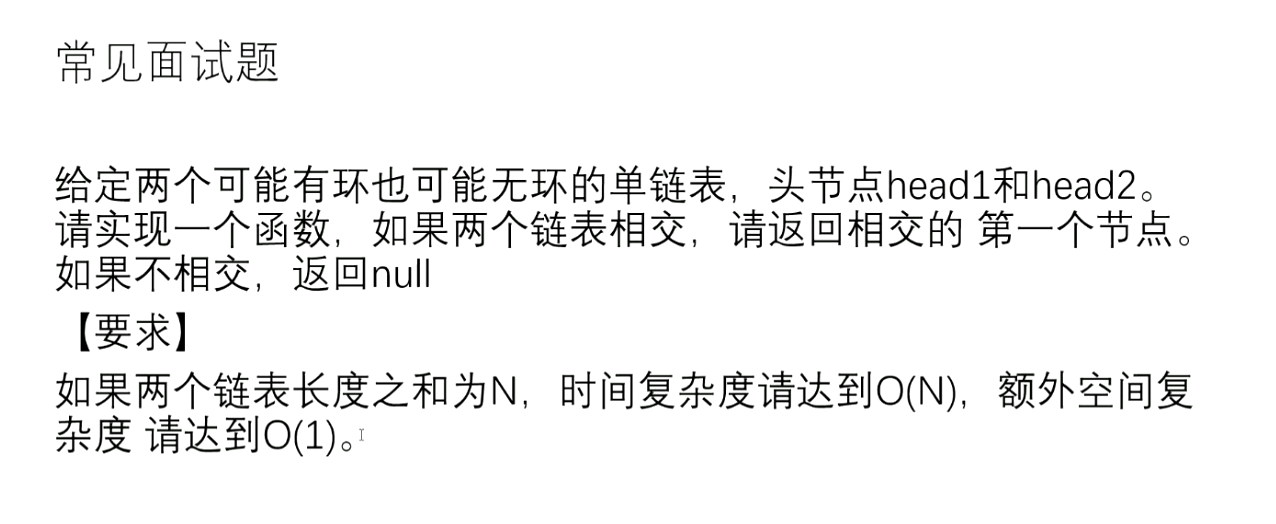 常见面试题
给定两个可能有环也可能无环的单链表，头节点head1和head2。
请实现一个函数，如果两个链表相交，请返回相交的 第一个节点。
如果不相交，返回null
【要求】
如果两个链表长度之和为N，时间复杂度请达到O(N)，额外空间复
杂度 请达到O(1)。